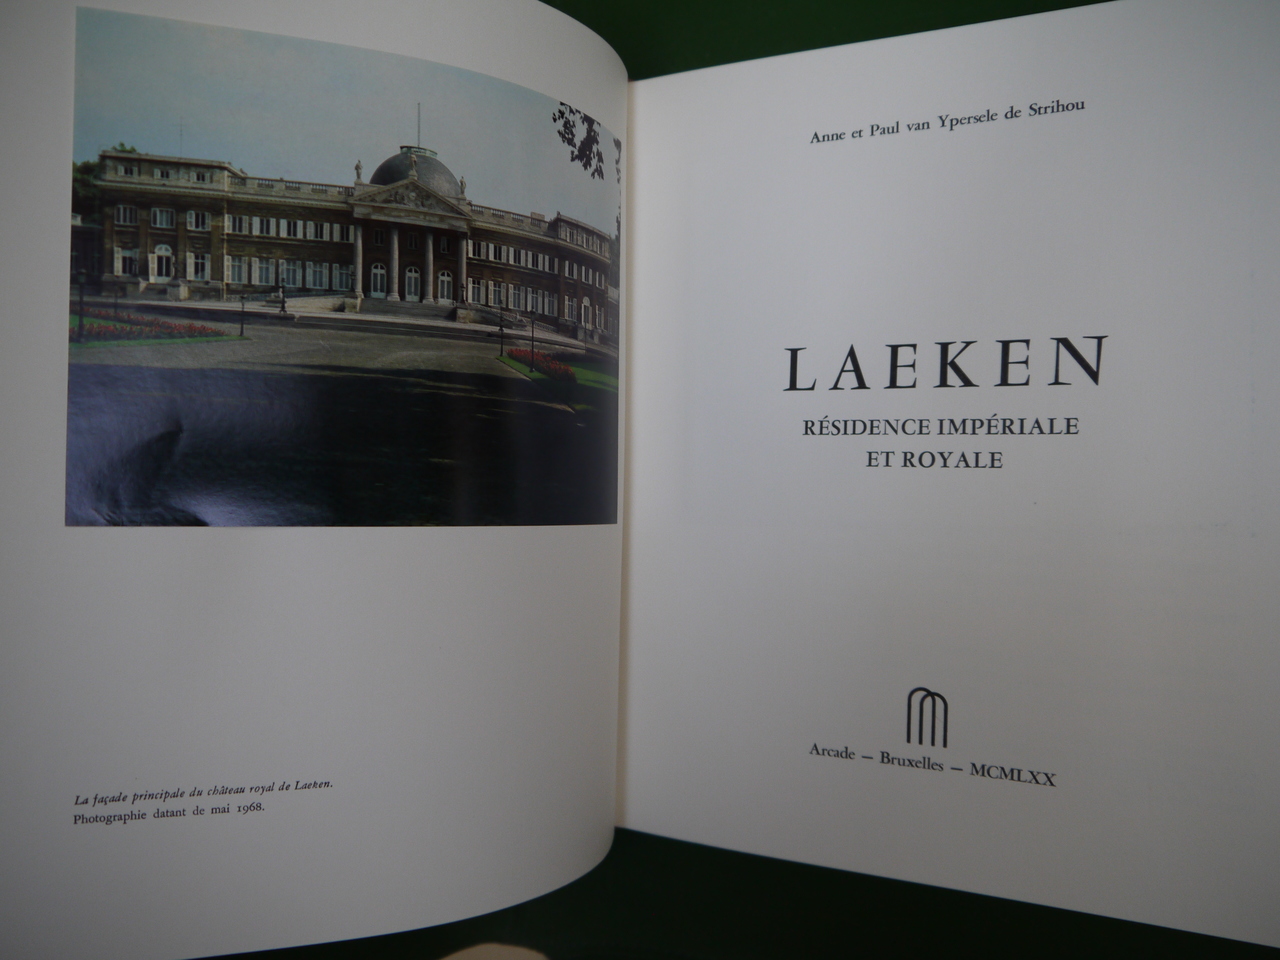 La façade principale du château royal de Laeken.
Photographie datant de mai 1968.
Anne et Paul van Ypersele de Strihou
LAEKEN
RÉSIDENCE IMPÉRIALE
ET ROYALE
Arcade — Bruxelles — MCMLXX